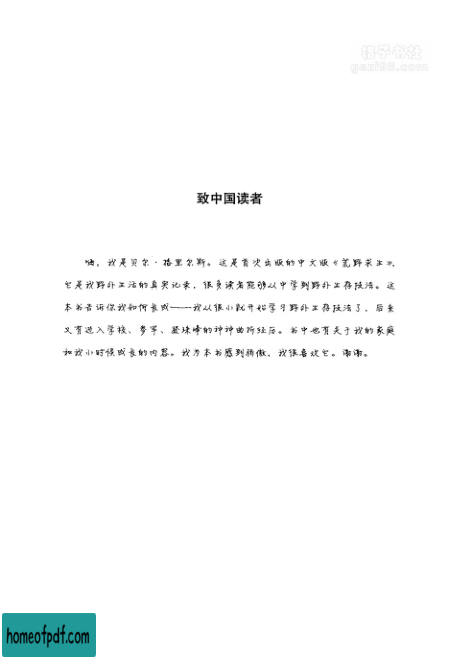 格子书社
gezi98.com
致中国读者
嗨，我是贝尔·格里尔斯。这是首次出版的中文版《荒野求生》，
它是我野外生活的真实记录，很多读者能够从中学到野外生存技法。这
本书告诉你我如何长成——我从很小就开始学习野外生存技法了，后来
又有进入学校、参军、登珠峰的种种曲折经历。书中也有关于我的家庭
和我小时候成长的内容。我为本书感到骄傲，我很喜欢它。谢谢。
homeofpdf.com